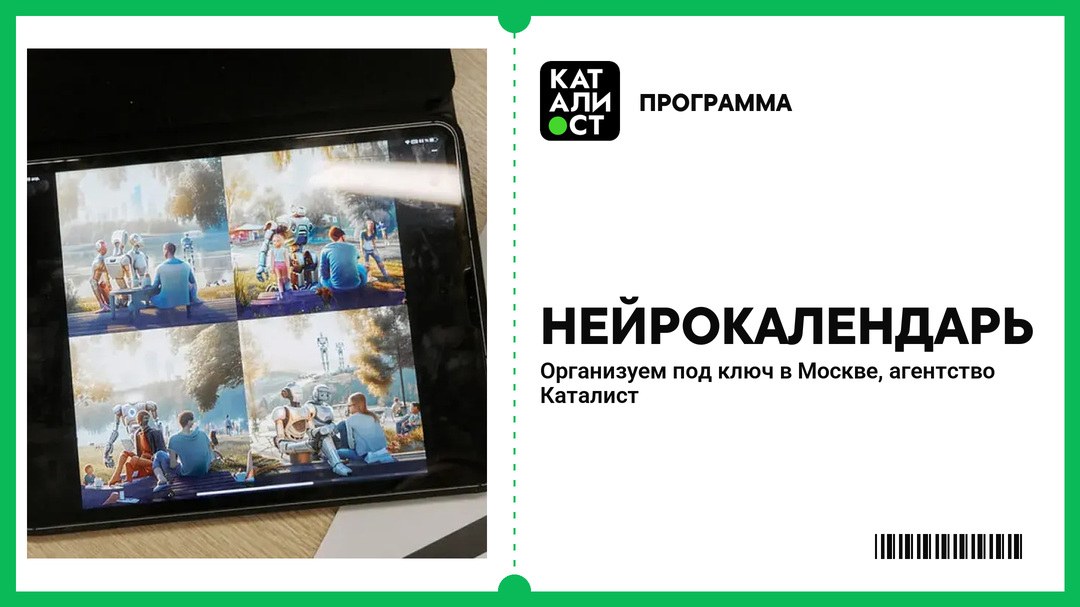 КАТ
АЛИ
СТ
ПРОГРАММА
НЕЙРОКАЛЕНДАРЬ
Организуем под ключ в Москве, агентство
Каталист